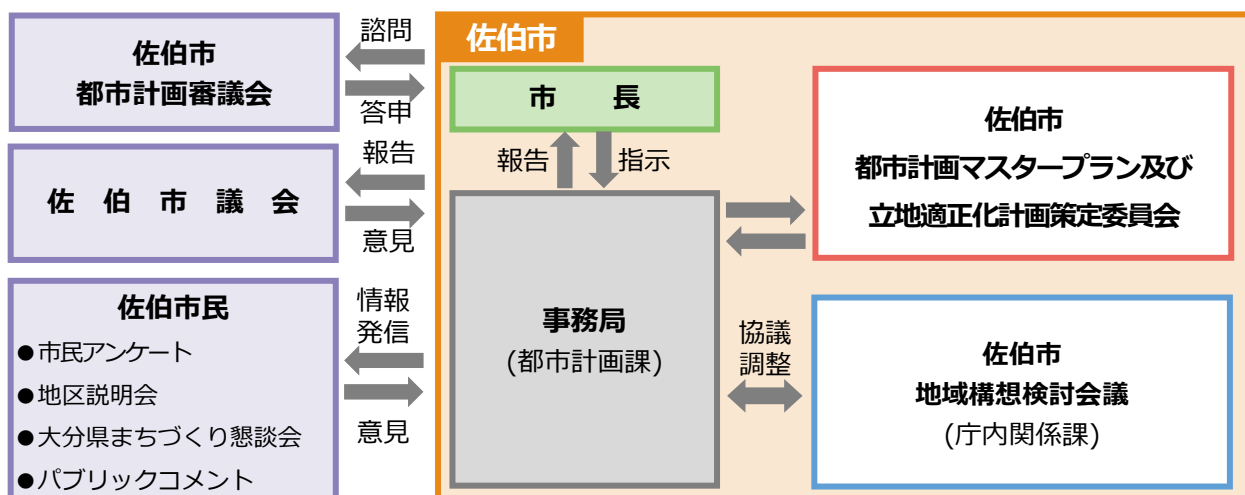 佐伯市
都市計画審議会
諮問
答申
佐伯市議会
報告
意見
佐伯市民
●市民アンケート
●地区説明会
●大分県まちづくり懇談会
●パブリックコメント
情報
発信
意見
佐伯市
市長
報告
指示
事務局
(都市計画課)
佐伯市
都市計画マスタープラン及び
立地適正化計画策定委員会
協議
調整
佐伯市
地域構想検討会議
(庁内関係課)